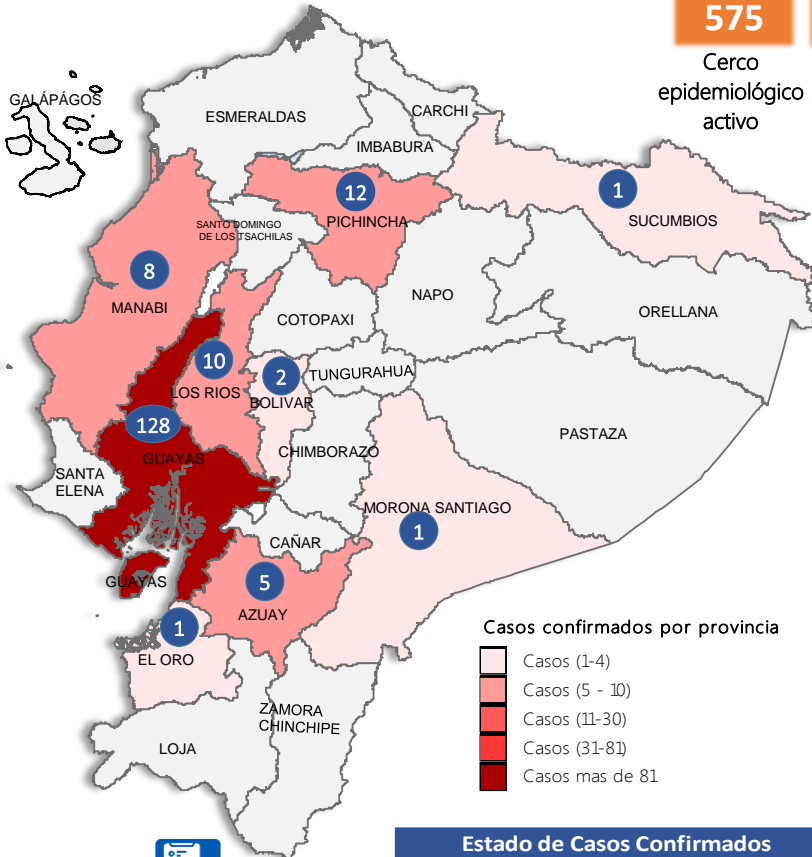 575
Cerco
epidemiológico
activo
GALÁPÁGOS
ESMERALDAS
CARCHI
IMBABURA
12
PICHINCHA
1
SUCUMBIOS
SANTO DOMINGO
DE LOS TSACHILAS
8
MANABI
NAPO
ORELLANA
COTOPAXI
10
LOS RIOS
2
BOLIVAR
TUNGURAHUA
128
GUAYAS
PASTAZA
CHIMBORAZO
SANTA
ELENA
MORONA SANTIAGO
1
CAÑAR
GUAYAS
5
AZUAY
1
EL ORO
ZAMORA
CHINCHIPE
LOJA
Casos confirmados por provincia
Casos (1-4)
Casos (5 - 10)
Casos (11-30)
Casos (31-81)
Casos mas de 81
Estado de Casos Confirmados